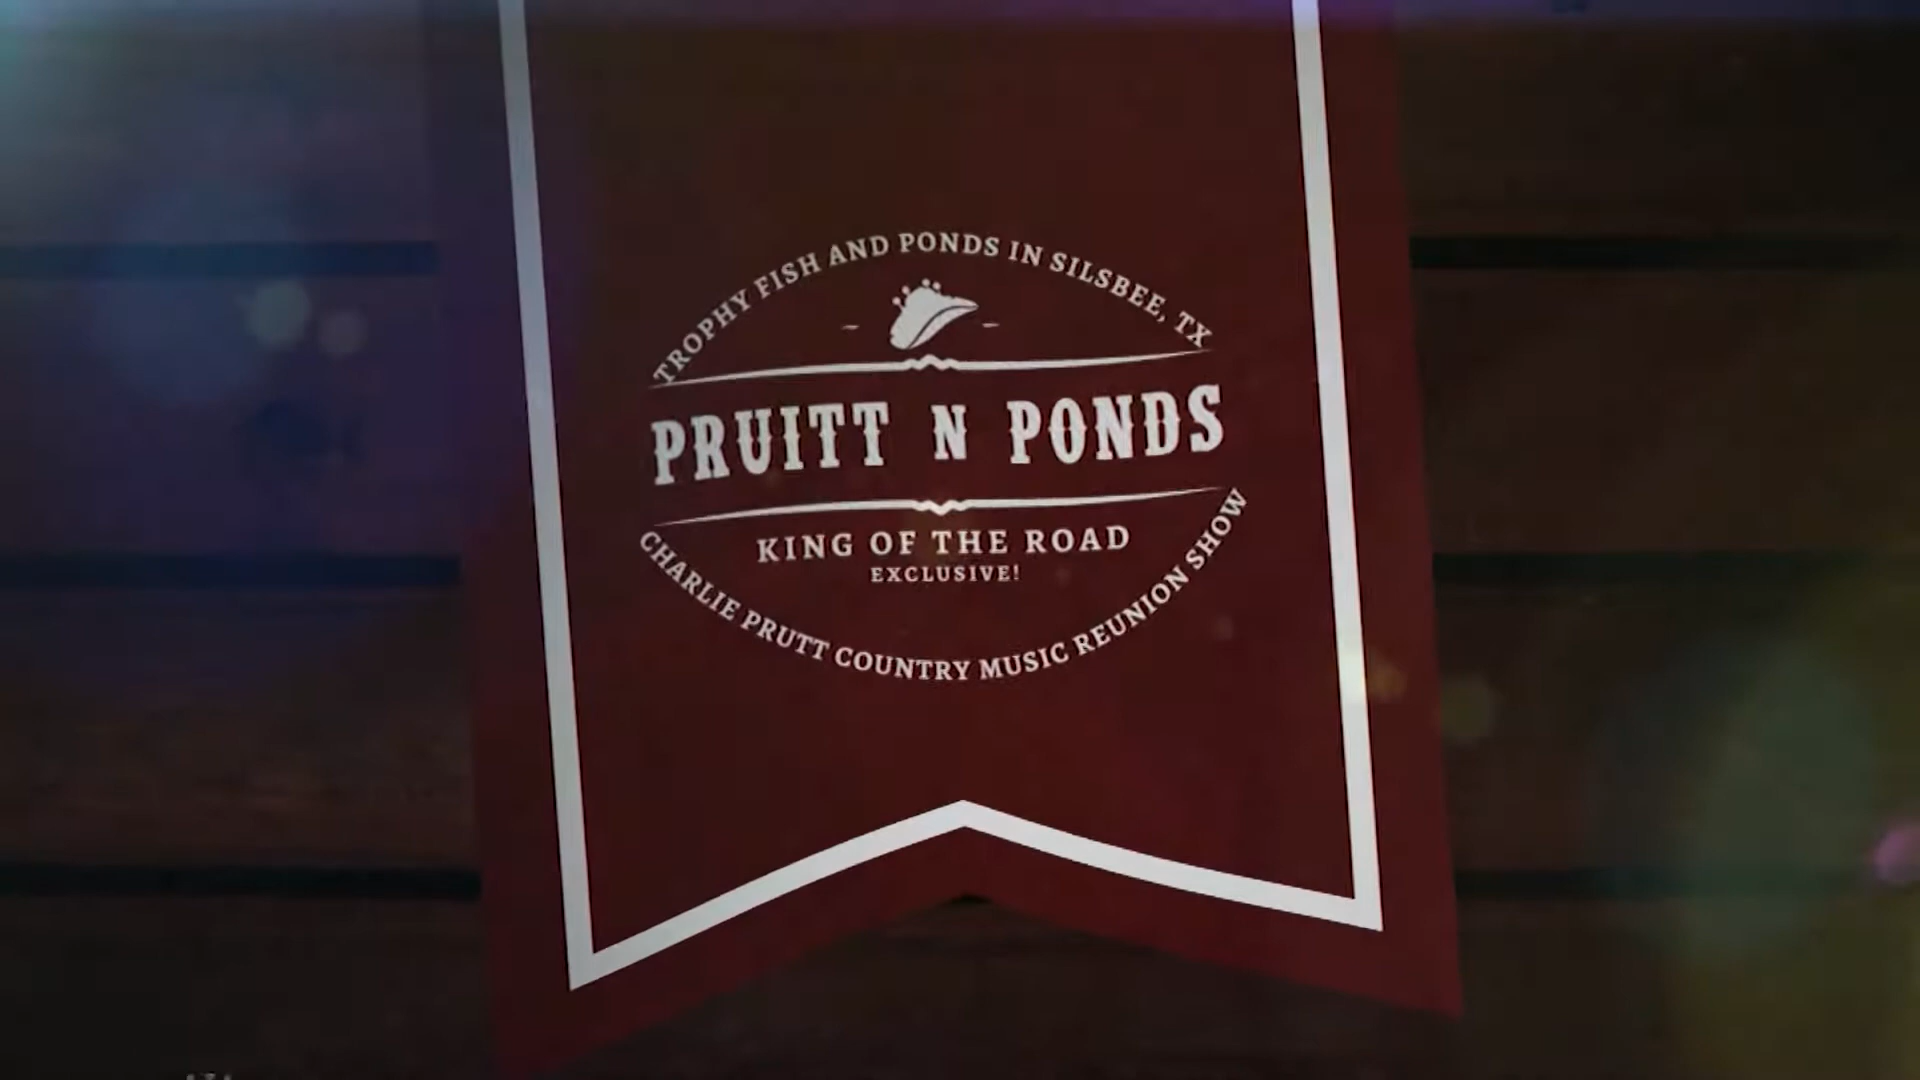 TROPHY FISH AND PONDS IN SILSBEE, TX
PRUITT N PONDS
KING OF THE ROAD
EXCLUSIVE!
CHARLIE PRUTT COUNTRY MUSIC REUNION SHOW